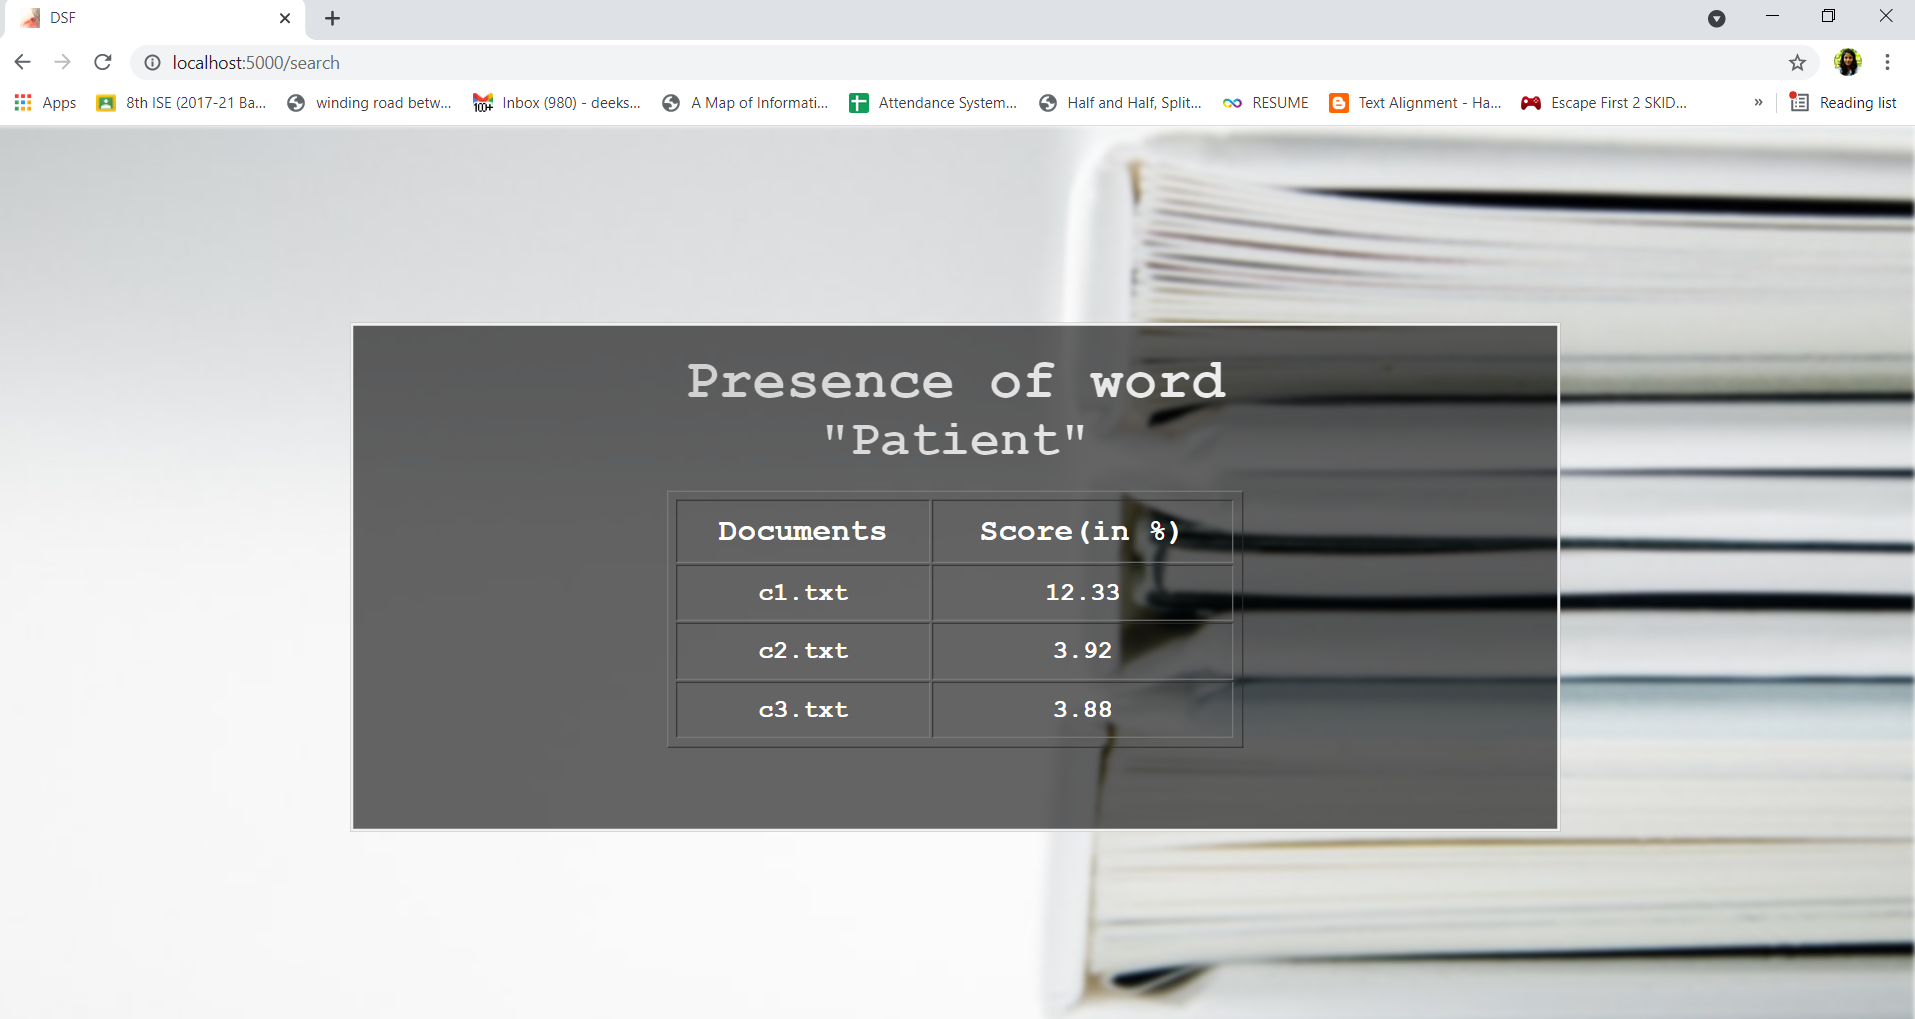 DSF
localhost:5000/search
Apps 8th ISE (2017-21 Ba... winding road betw... Inbox (980) - deeks... A Map of Informati... Attendance System... Half and Half, Split... RESUME Text Alignment - Ha... Escape First 2 SKID... » Reading list
100+
Presence of word
"Patient"
Documents Score(in %)
c1.txt 12.33
c2.txt 3.92
c3.txt 3.88